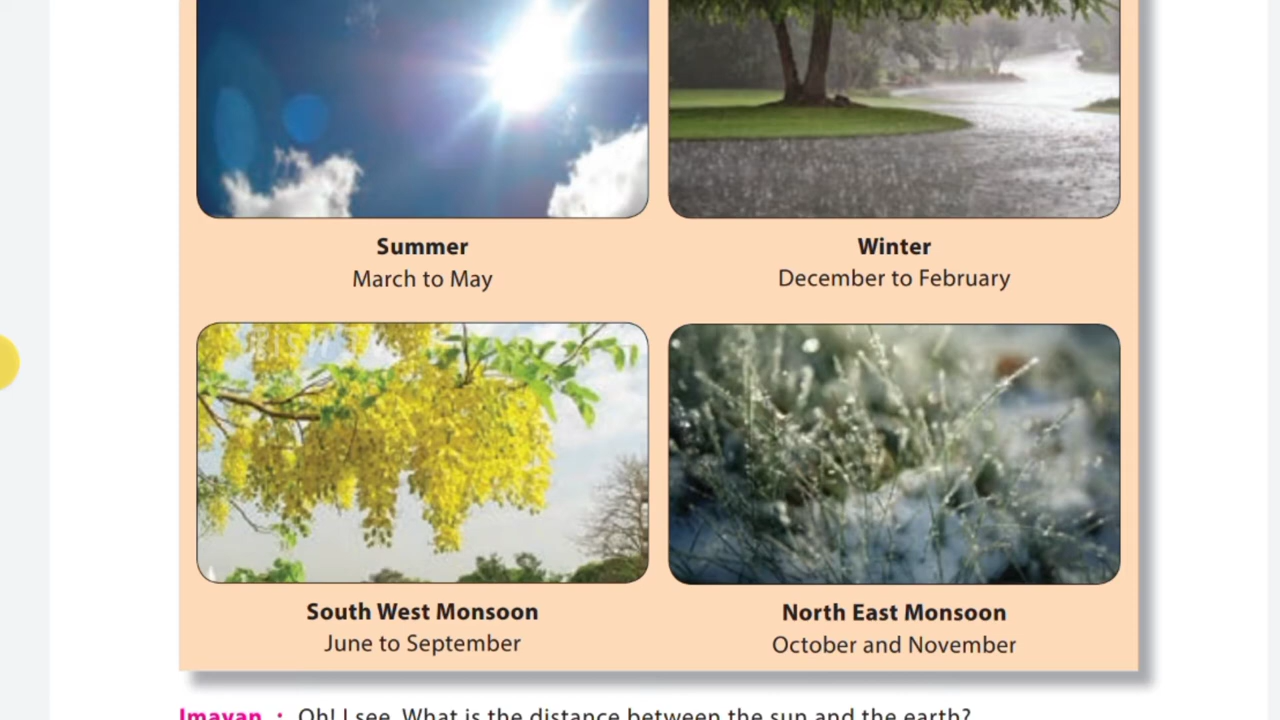 Summer
March to May
Winter
December to February
South West Monsoon
June to September
North East Monsoon
October and November
Imayan : Oh! I see. What is the distance between the sun and the earth?